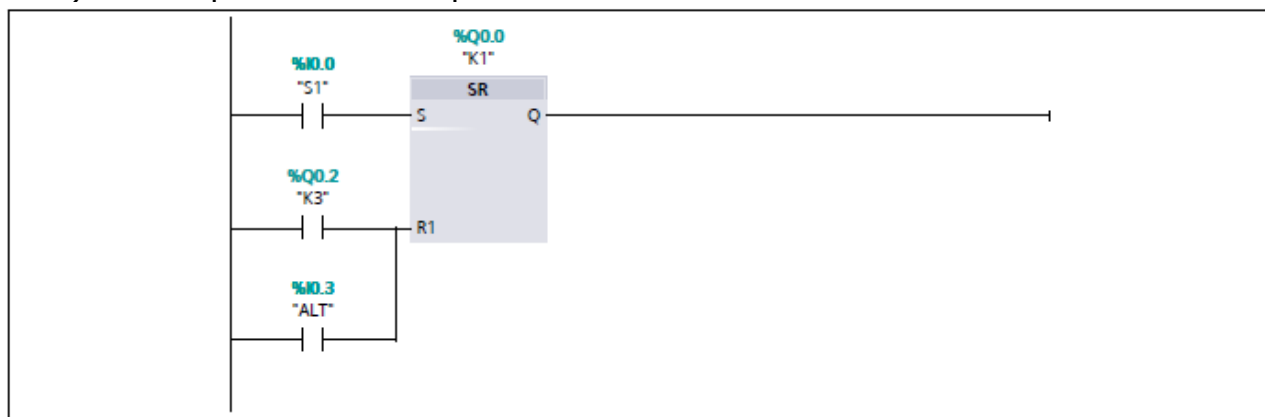 %Q0.0
"K1"
%I0.0
"S1"
SR
S
Q
%Q0.2
"K3"
R1
%I0.3
"ALT"